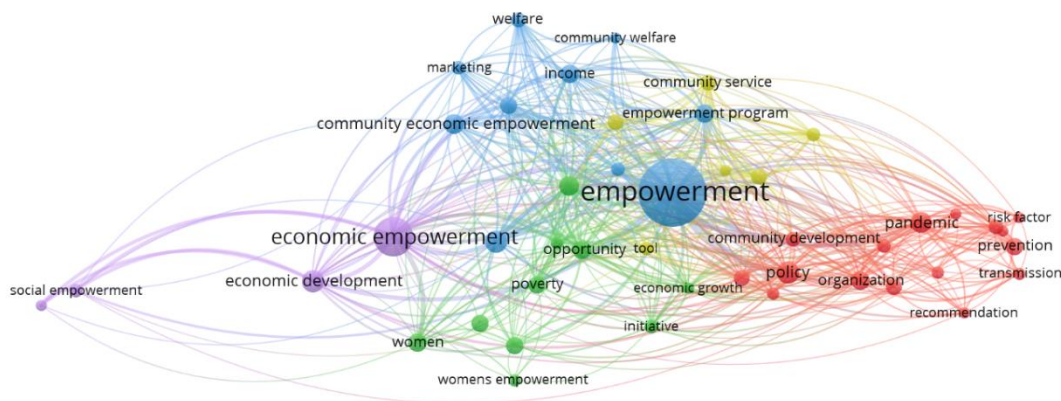 welfare
community welfare
marketing
income
community service
community economic empowerment
empowerment program
empowerment
economic empowerment
opportunity
tool
community development
pandemic
risk factor
prevention
economic development
poverty
policy
organization
transmission
social empowerment
economic growth
recommendation
women
initiative
womens empowerment